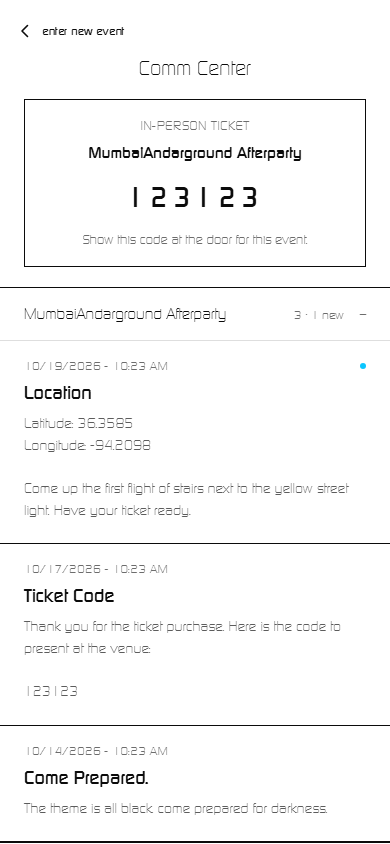 enter new event
Comm Center
IN-PERSON TICKET
MumbaiAndarground Afterparty
123123
Show this code at the door for this event.
MumbaiAndarground Afterparty 3 · 1 new –
10/19/2026 - 10:23 AM
Location
Latitude: 36.3585
Longitude: -94.2098
Come up the first flight of stairs next to the yellow street
light. Have your ticket ready.
10/17/2026 - 10:23 AM
Ticket Code
Thank you for the ticket purchase. Here is the code to
present at the venue:
123123
10/14/2026 - 10:23 AM
Come Prepared.
The theme is all black. come prepared for darkness.